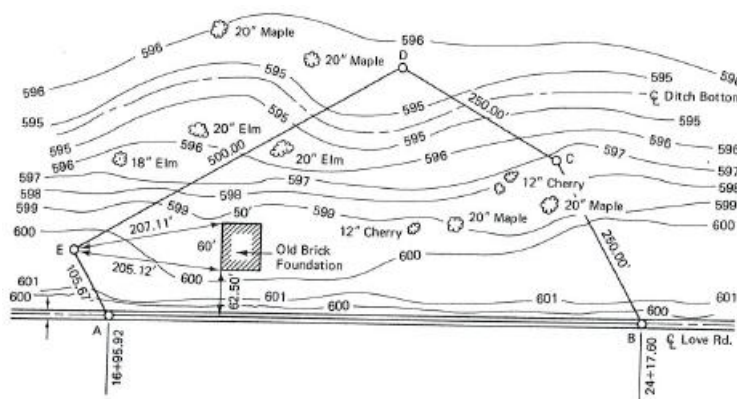 20" Maple
596
596
D
20" Maple
596
596
595
595
595
℄ Ditch Bottom
595
250.00'
595
595
20" Elm
595
595
596
500.00
20" Elm
596
596
18" Elm
597
C
596
597
597
597
12" Cherry
598
598
598
207.11'
599
50'
599
20" Maple
20" Maple
599
12" Cherry
600
60'
Old Brick
Foundation
600
E
205.12'
600
250.00'
105.67'
62.50'
601
600
601
601
600
601
600
A
B
℄ Love Rd.
16+95.92
24+17.60